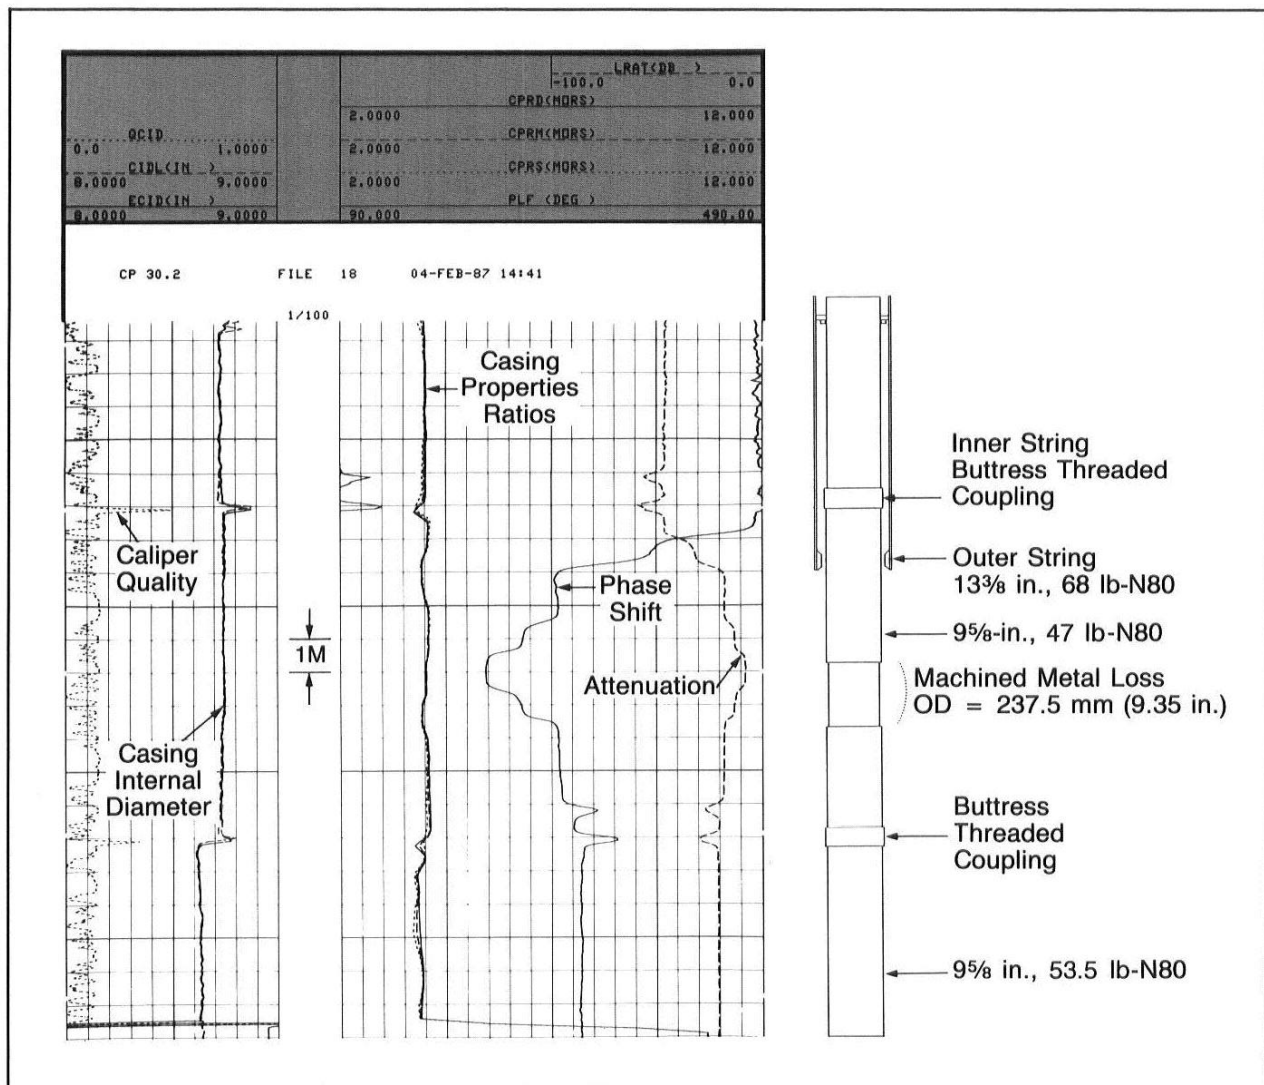 LRAT(DB )
-100.0 0.0
CPRD(MORS)
2.0000 12.000
QCID CPRM(MORS)
0.0 1.0000 2.0000 12.000
CIDL(IN ) CPRS(MORS)
8.0000 9.0000 2.0000 12.000
ECID(IN ) PLF (DEG )
8.0000 9.0000 90.000 490.00
CP 30.2 FILE 18 04-FEB-87 14:41
1/100
Casing
Properties
Ratios
Caliper
Quality
Phase
Shift
1M
Attenuation
Casing
Internal
Diameter
Inner String
Buttress Threaded
Coupling
Outer String
13⅜ in., 68 lb-N80
9⅝-in., 47 lb-N80
Machined Metal Loss
OD = 237.5 mm (9.35 in.)
Buttress
Threaded
Coupling
9⅝ in., 53.5 lb-N80